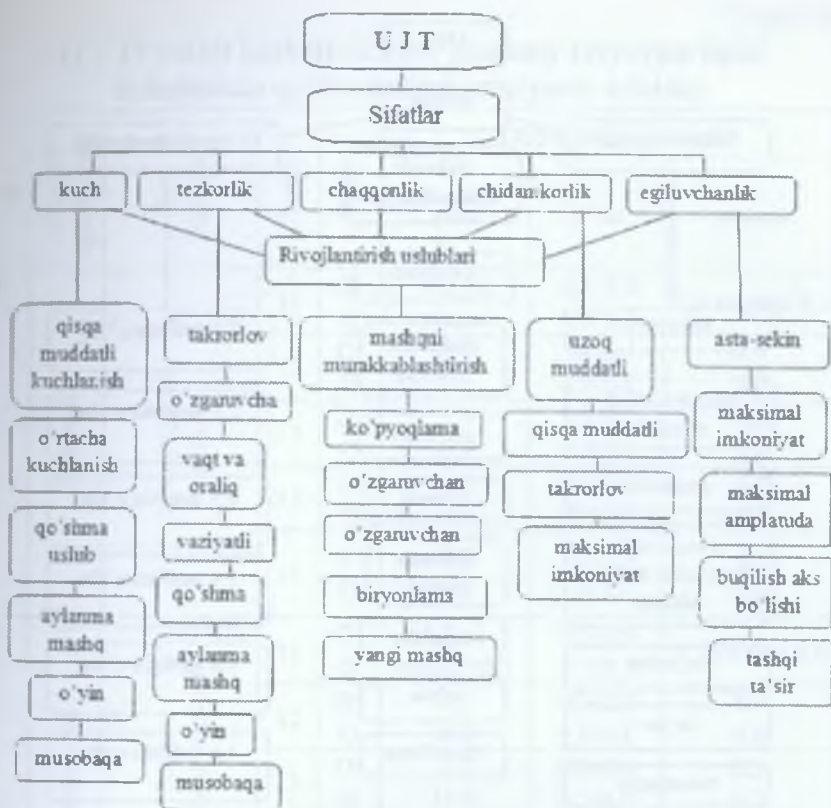 U J T
Sifatlar
kuch
tezkorlik
chaqqonlik
chidamkorlik
egiluvchanlik
Rivojlantirish uslublari
qisqa
muddatli
kuchlanish
o'rtacha
kuchlanish
qo'shma
uslub
aylanma
mashq
o'yin
musobaqa
takrorlov
o'zgaruvcha
vaqt va
oraliq
vaziyatli
qo'shma
aylanma
mashq
o'yin
musobaqa
mashqni
murakkablashtirish
ko'pyoqlama
o'zgaruvchan
o'zgaruvchan
biryonlama
yangi mashq
uzoq
muddatli
qisqa muddatli
takrorlov
maksimal
imkoniyat
asta-sekin
maksimal
imkoniyat
maksimal
amplatuda
buqilish aks
bo'lishi
tashqi
ta'sir